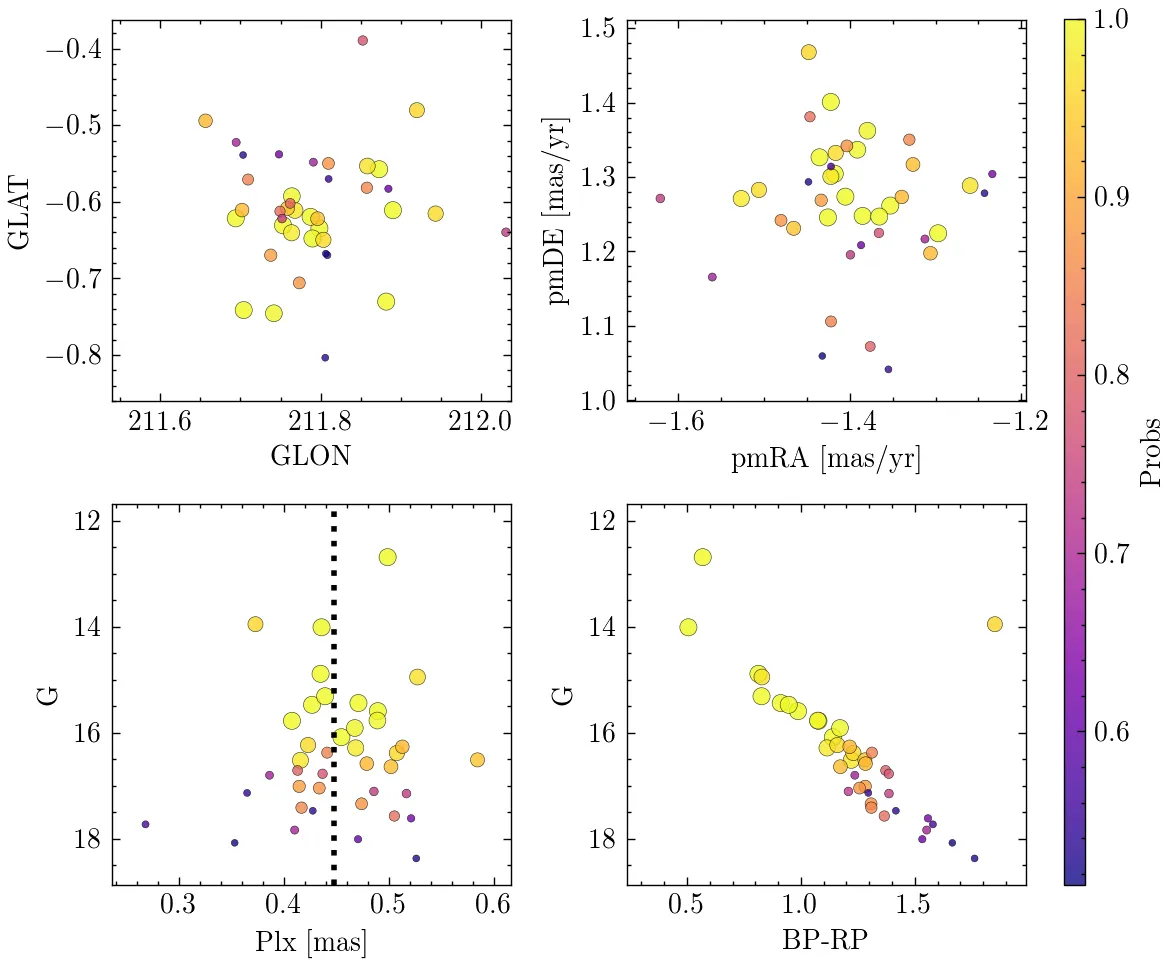 −0.4
−0.5
−0.6
−0.7
−0.8
GLAT
211.6 211.8 212.0
GLON
1.5
1.4
1.3
1.2
1.1
1.0
pmDE [mas/yr]
−1.6 −1.4 −1.2
pmRA [mas/yr]
1.0
0.9
0.8
0.7
0.6
Probs
12
14
16
18
G
0.3 0.4 0.5 0.6
Plx [mas]
12
14
16
18
G
0.5 1.0 1.5
BP-RP